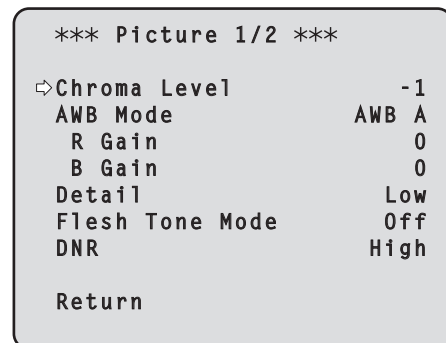 *** Picture 1/2 ***
⇨Chroma Level -1
AWB Mode AWB A
R Gain 0
B Gain 0
Detail Low
Flesh Tone Mode Off
DNR High
Return